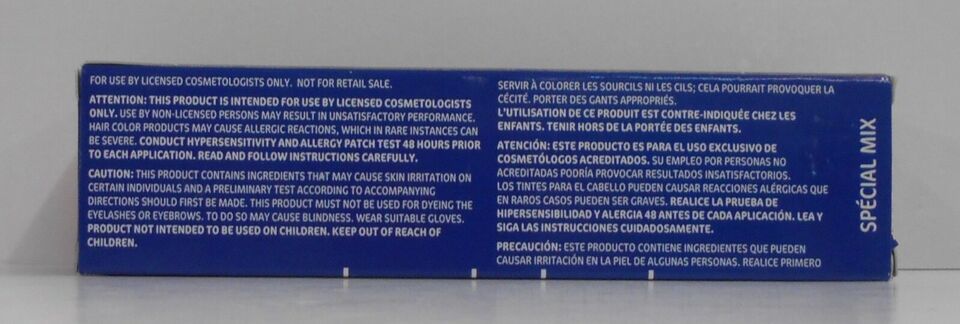 FOR USE BY LICENSED COSMETOLOGISTS ONLY. NOT FOR RETAIL SALE.
ATTENTION: THIS PRODUCT IS INTENDED FOR USE BY LICENSED COSMETOLOGISTS
ONLY. USE BY NON-LICENSED PERSONS MAY RESULT IN UNSATISFACTORY PERFORMANCE.
HAIR COLOR PRODUCTS MAY CAUSE ALLERGIC REACTIONS, WHICH IN RARE INSTANCES CAN
BE SEVERE. CONDUCT HYPERSENSITIVITY AND ALLERGY PATCH TEST 48 HOURS PRIOR
TO EACH APPLICATION. READ AND FOLLOW INSTRUCTIONS CAREFULLY.
CAUTION: THIS PRODUCT CONTAINS INGREDIENTS THAT MAY CAUSE SKIN IRRITATION ON
CERTAIN INDIVIDUALS AND A PRELIMINARY TEST ACCORDING TO ACCOMPANYING
DIRECTIONS SHOULD FIRST BE MADE. THIS PRODUCT MUST NOT BE USED FOR DYEING THE
EYELASHES OR EYEBROWS. TO DO SO MAY CAUSE BLINDNESS. WEAR SUITABLE GLOVES.
PRODUCT NOT INTENDED TO BE USED ON CHILDREN. KEEP OUT OF REACH OF
CHILDREN.
SERVIR À COLORER LES SOURCILS NI LES CILS; CELA POURRAIT PROVOQUER LA
CÉCITÉ. PORTER DES GANTS APPROPRIÉS.
L'UTILISATION DE CE PRODUIT EST CONTRE-INDIQUÉE CHEZ LES
ENFANTS. TENIR HORS DE LA PORTÉE DES ENFANTS.
ATENCIÓN: ESTE PRODUCTO ES PARA EL USO EXCLUSIVO DE
COSMETÓLOGOS ACREDITADOS. SU EMPLEO POR PERSONAS NO
ACREDITADAS PODRÍA PROVOCAR RESULTADOS INSATISFACTORIOS.
LOS TINTES PARA EL CABELLO PUEDEN CAUSAR REACCIONES ALÉRGICAS QUE
EN RAROS CASOS PUEDEN SER GRAVES. REALICE LA PRUEBA DE
HIPERSENSIBILIDAD Y ALERGIA 48 ANTES DE CADA APLICACIÓN. LEA Y
SIGA LAS INSTRUCCIONES CUIDADOSAMENTE.
PRECAUCIÓN: ESTE PRODUCTO CONTIENE INGREDIENTES QUE PUEDEN
CAUSAR IRRITACIÓN EN LA PIEL DE ALGUNAS PERSONAS. REALICE PRIMERO
SPÉCIAL MIX